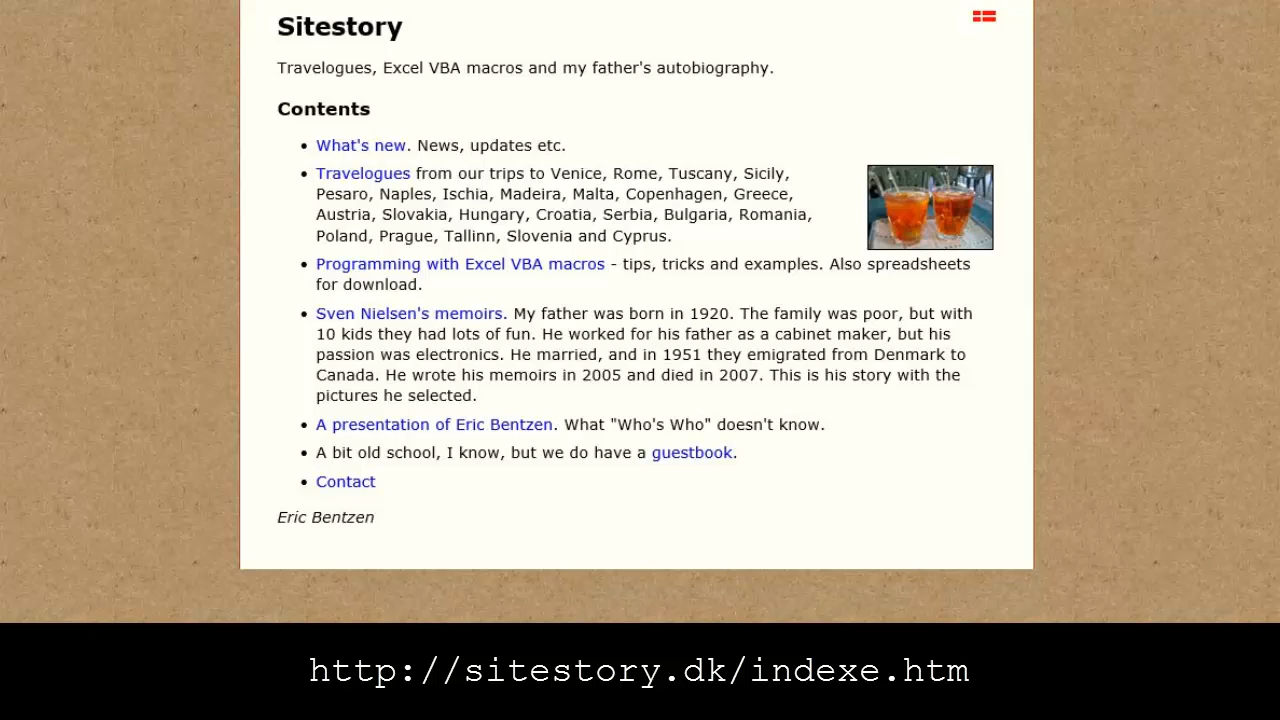 Sitestory
Travelogues, Excel VBA macros and my father's autobiography.
Contents
What's new. News, updates etc.
Travelogues from our trips to Venice, Rome, Tuscany, Sicily,
Pesaro, Naples, Ischia, Madeira, Malta, Copenhagen, Greece,
Austria, Slovakia, Hungary, Croatia, Serbia, Bulgaria, Romania,
Poland, Prague, Tallinn, Slovenia and Cyprus.
Programming with Excel VBA macros - tips, tricks and examples. Also spreadsheets
for download.
Sven Nielsen's memoirs. My father was born in 1920. The family was poor, but with
10 kids they had lots of fun. He worked for his father as a cabinet maker, but his
passion was electronics. He married, and in 1951 they emigrated from Denmark to
Canada. He wrote his memoirs in 2005 and died in 2007. This is his story with the
pictures he selected.
A presentation of Eric Bentzen. What "Who's Who" doesn't know.
A bit old school, I know, but we do have a guestbook.
Contact
Eric Bentzen
http://sitestory.dk/indexe.htm